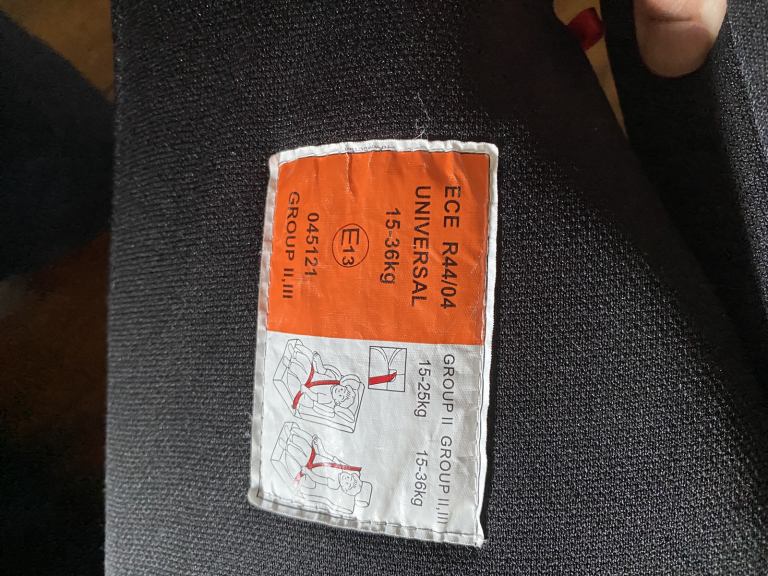 ECE R44/04
UNIVERSAL
15-36kg
E13
045121
GROUP II,III
GROUP II
15-25kg
GROUP II,III
15-36kg